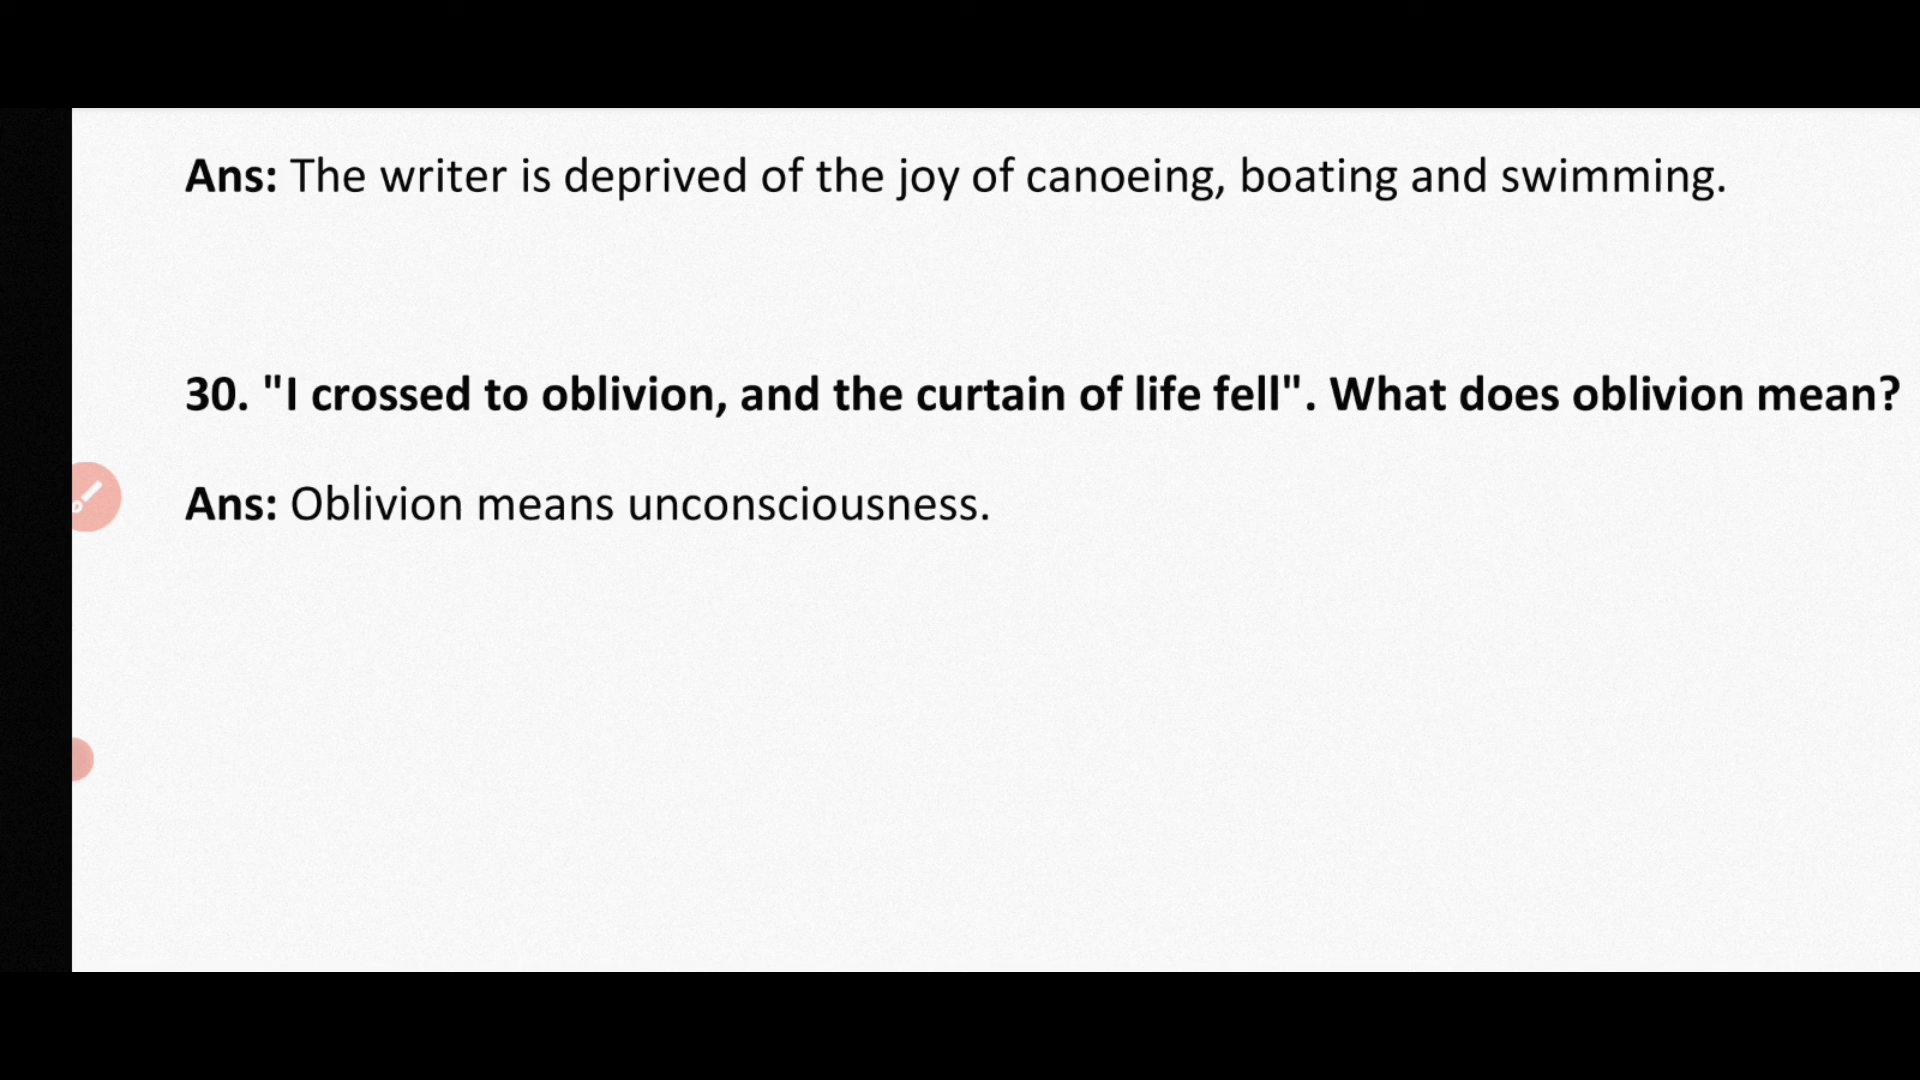 Ans: The writer is deprived of the joy of canoeing, boating and swimming.
30. "I crossed to oblivion, and the curtain of life fell". What does oblivion mean?
Ans: Oblivion means unconsciousness.